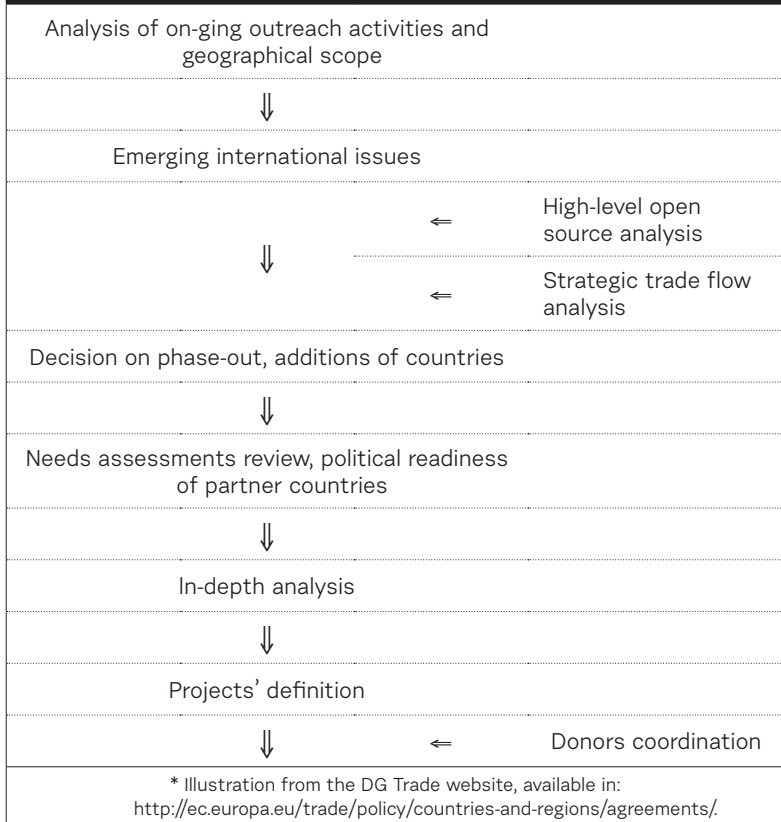 Analysis of on-ging outreach activities and
geographical scope
⇓
Emerging international issues
⇐ High-level open
source analysis
⇓
⇐ Strategic trade flow
analysis
Decision on phase-out, additions of countries
⇓
Needs assessments review, political readiness
of partner countries
⇓
In-depth analysis
⇓
Projects’ definition
⇓ ⇐ Donors coordination
* Illustration from the DG Trade website, available in:
http://ec.europa.eu/trade/policy/countries-and-regions/agreements/.